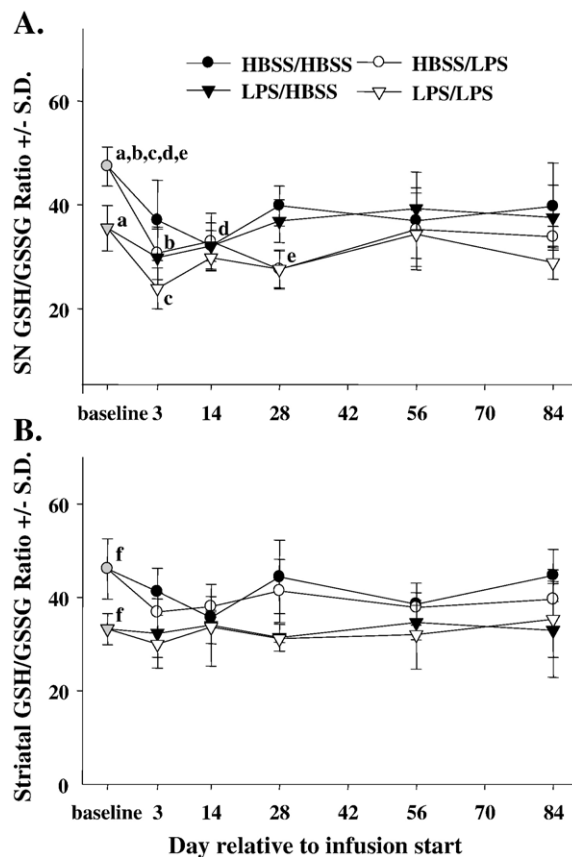 A.
HBSS/HBSS
HBSS/LPS
LPS/HBSS
LPS/LPS
SN GSH/GSSG Ratio +/- S.D.
60
40
20
a,b,c,d,e
a
b
c
d
e
baseline 3 14 28 42 56 70 84
B.
Striatal GSH/GSSG Ratio +/- S.D.
60
40
20
0
f
f
baseline 3 14 28 42 56 70 84
Day relative to infusion start